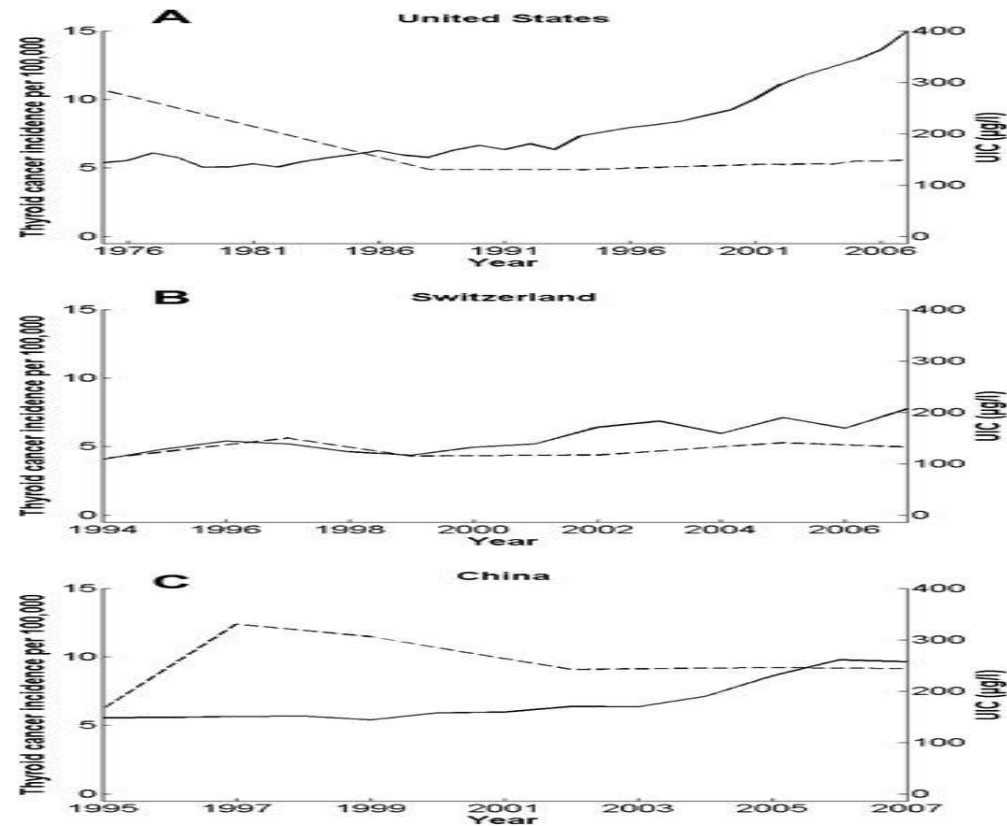 A United States
Thyroid cancer incidence per 100,000
15
10
5
0
400
300
200
100
0
UIC (µg/l)
1976 1981 1986 1991 1996 2001 2006
Year
B Switzerland
Thyroid cancer incidence per 100,000
15
10
5
0
400
300
200
100
0
UIC (µg/l)
1994 1996 1998 2000 2002 2004 2006
Year
C China
Thyroid cancer incidence per 100,000
15
10
5
0
400
300
200
100
0
UIC (µg/l)
1995 1997 1999 2001 2003 2005 2007
Year